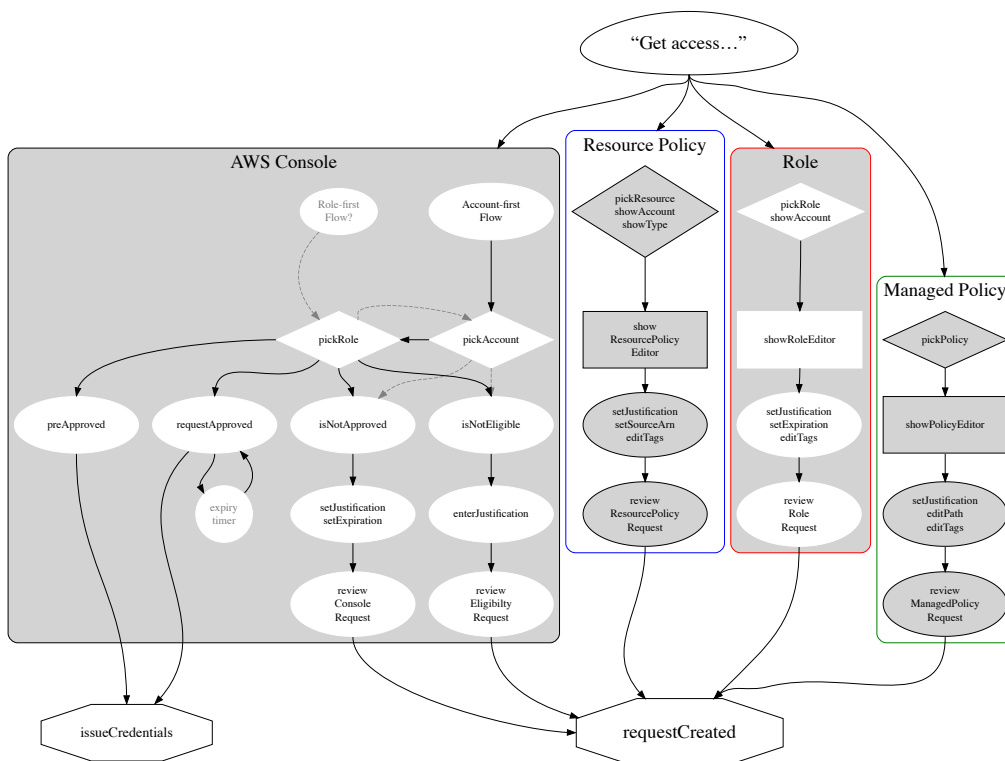 “Get access…”
AWS Console
Role-first
Flow?
Account-first
Flow
pickRole
pickAccount
preApproved
requestApproved
isNotApproved
isNotEligible
expiry
timer
setJustification
setExpiration
enterJustification
review
Console
Request
review
Eligibilty
Request
Resource Policy
pickResource
showAccount
showType
show
ResourcePolicy
Editor
setJustification
setSourceArn
editTags
review
ResourcePolicy
Request
Role
pickRole
showAccount
showRoleEditor
setJustification
setExpiration
editTags
review
Role
Request
Managed Policy
pickPolicy
showPolicyEditor
setJustification
editPath
editTags
review
ManagedPolicy
Request
issueCredentials
requestCreated